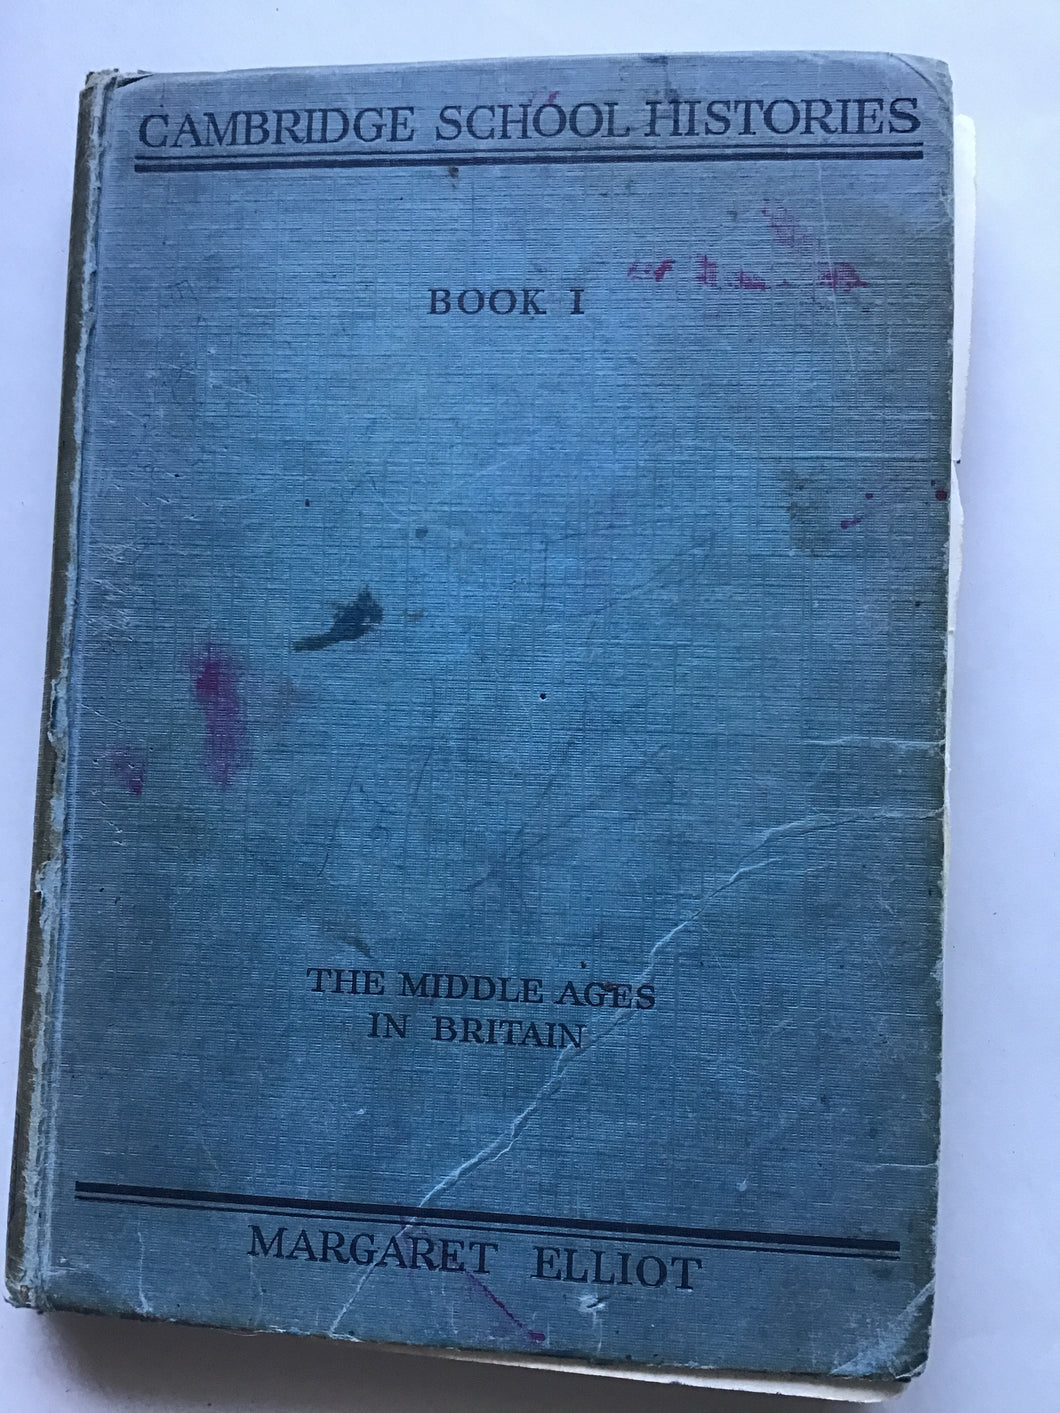 CAMBRIDGE SCHOOL HISTORIES
BOOK I
THE MIDDLE AGES
IN BRITAIN
MARGARET ELLIOT